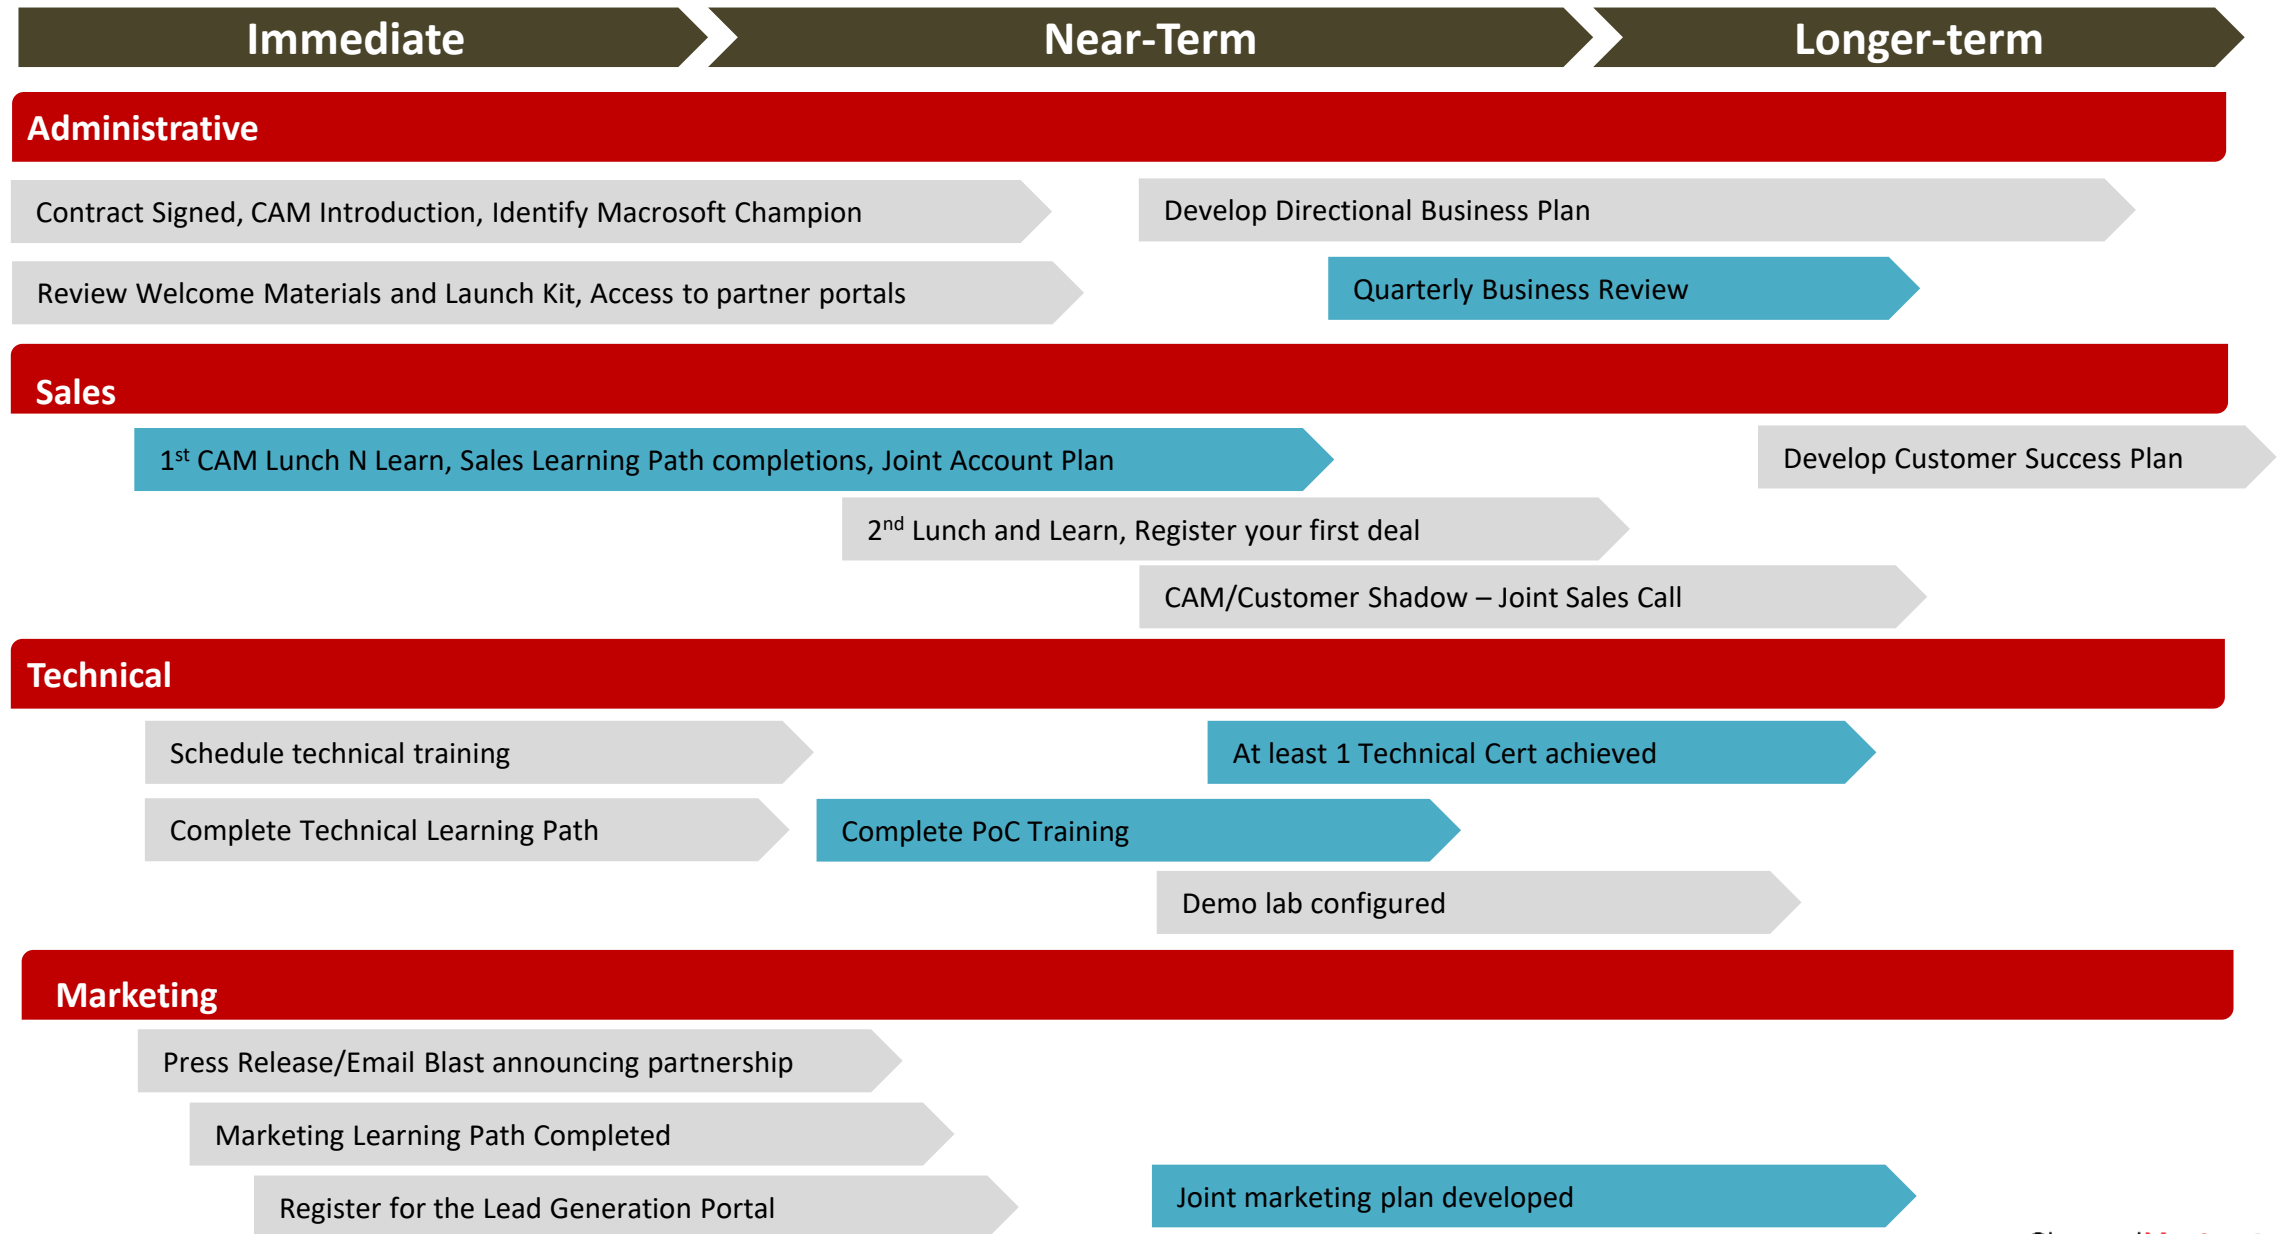 Immediate
Near-Term
Longer-term
Administrative
Contract Signed, CAM Introduction, Identify Macrosoft Champion
Develop Directional Business Plan
Review Welcome Materials and Launch Kit, Access to partner portals
Quarterly Business Review
Sales
1st CAM Lunch N Learn, Sales Learning Path completions, Joint Account Plan
Develop Customer Success Plan
2nd Lunch and Learn, Register your first deal
CAM/Customer Shadow – Joint Sales Call
Technical
Schedule technical training
At least 1 Technical Cert achieved
Complete Technical Learning Path
Complete PoC Training
Demo lab configured
Marketing
Press Release/Email Blast announcing partnership
Marketing Learning Path Completed
Register for the Lead Generation Portal
Joint marketing plan developed